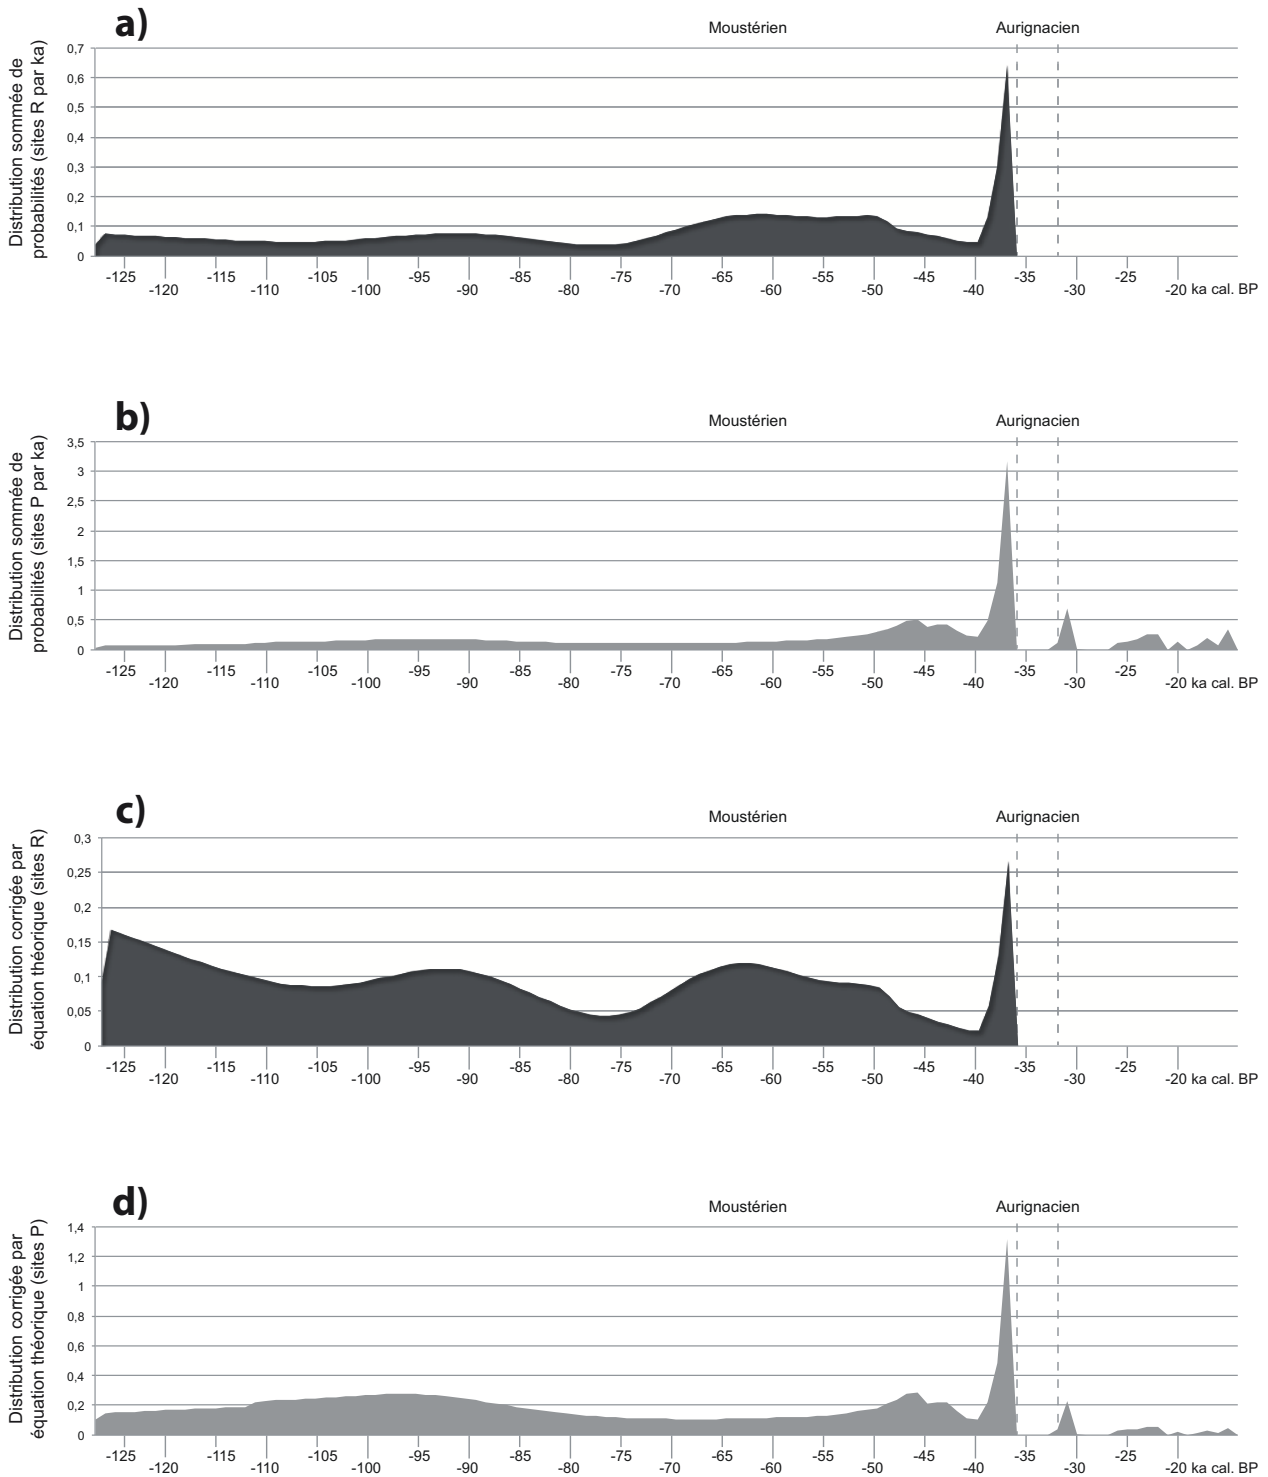 a)
Moustérien Aurignacien
Distribution sommée de
probabilités (sites R par ka)
0,7
0,6
0,5
0,4
0,3
0,2
0,1
0
-125 -115 -105 -95 -85 -75 -65 -55 -45 -35 -25
-120 -110 -100 -90 -80 -70 -60 -50 -40 -30 -20 ka cal. BP
b)
Moustérien Aurignacien
Distribution sommée de
probabilités (sites P par ka)
3,5
3
2,5
2
1,5
1
0,5
0
-125 -115 -105 -95 -85 -75 -65 -55 -45 -35 -25
-120 -110 -100 -90 -80 -70 -60 -50 -40 -30 -20 ka cal. BP
c)
Moustérien Aurignacien
Distribution corrigée par
équation théorique (sites R)
0,3
0,25
0,2
0,15
0,1
0,05
0
-125 -115 -105 -95 -85 -75 -65 -55 -45 -35 -25
-120 -110 -100 -90 -80 -70 -60 -50 -40 -30 -20 ka cal. BP
d)
Moustérien Aurignacien
Distribution corrigée par
équation théorique (sites P)
1,4
1,2
1
0,8
0,6
0,4
0,2
0
-125 -115 -105 -95 -85 -75 -65 -55 -45 -35 -25
-120 -110 -100 -90 -80 -70 -60 -50 -40 -30 -20 ka cal. BP